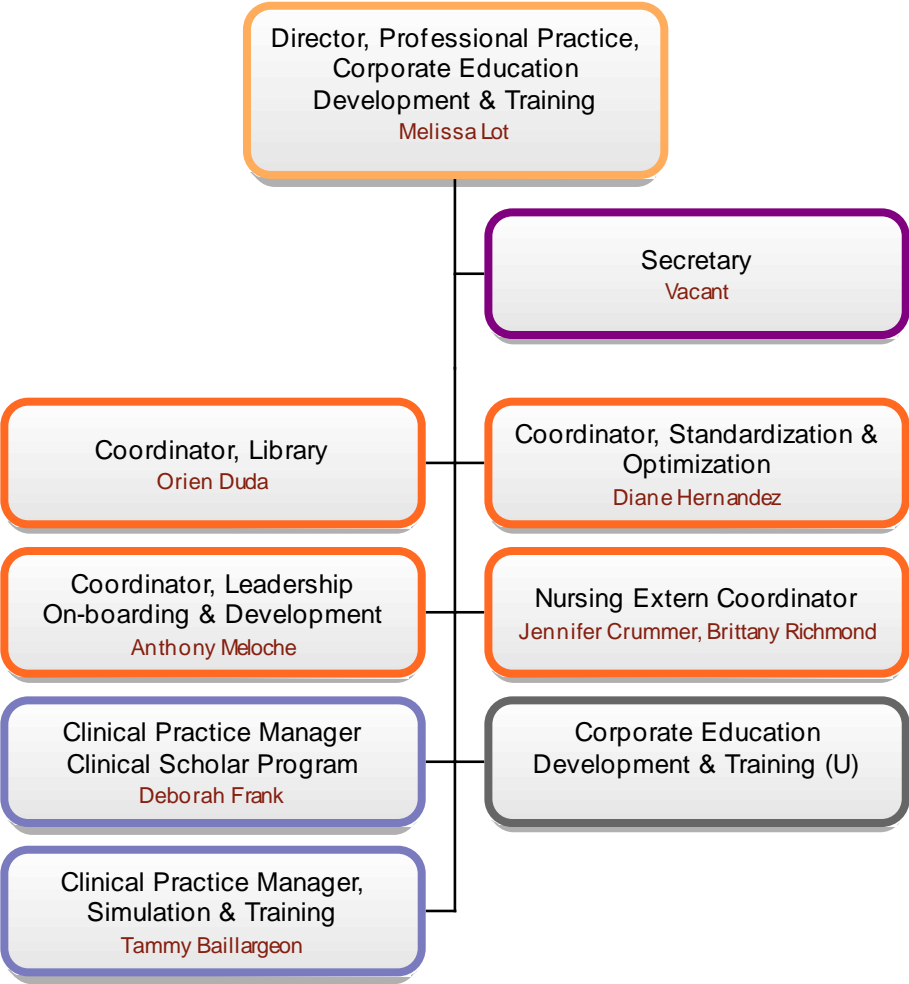 Director, Professional Practice,
Corporate Education
Development & Training
Melissa Lot
Secretary
Vacant
Coordinator, Library
Orien Duda
Coordinator, Standardization &
Optimization
Diane Hernandez
Coordinator, Leadership
On-boarding & Development
Anthony Meloche
Nursing Extern Coordinator
Jennifer Crummer, Brittany Richmond
Clinical Practice Manager
Clinical Scholar Program
Deborah Frank
Corporate Education
Development & Training (U)
Clinical Practice Manager,
Simulation & Training
Tammy Baillargeon